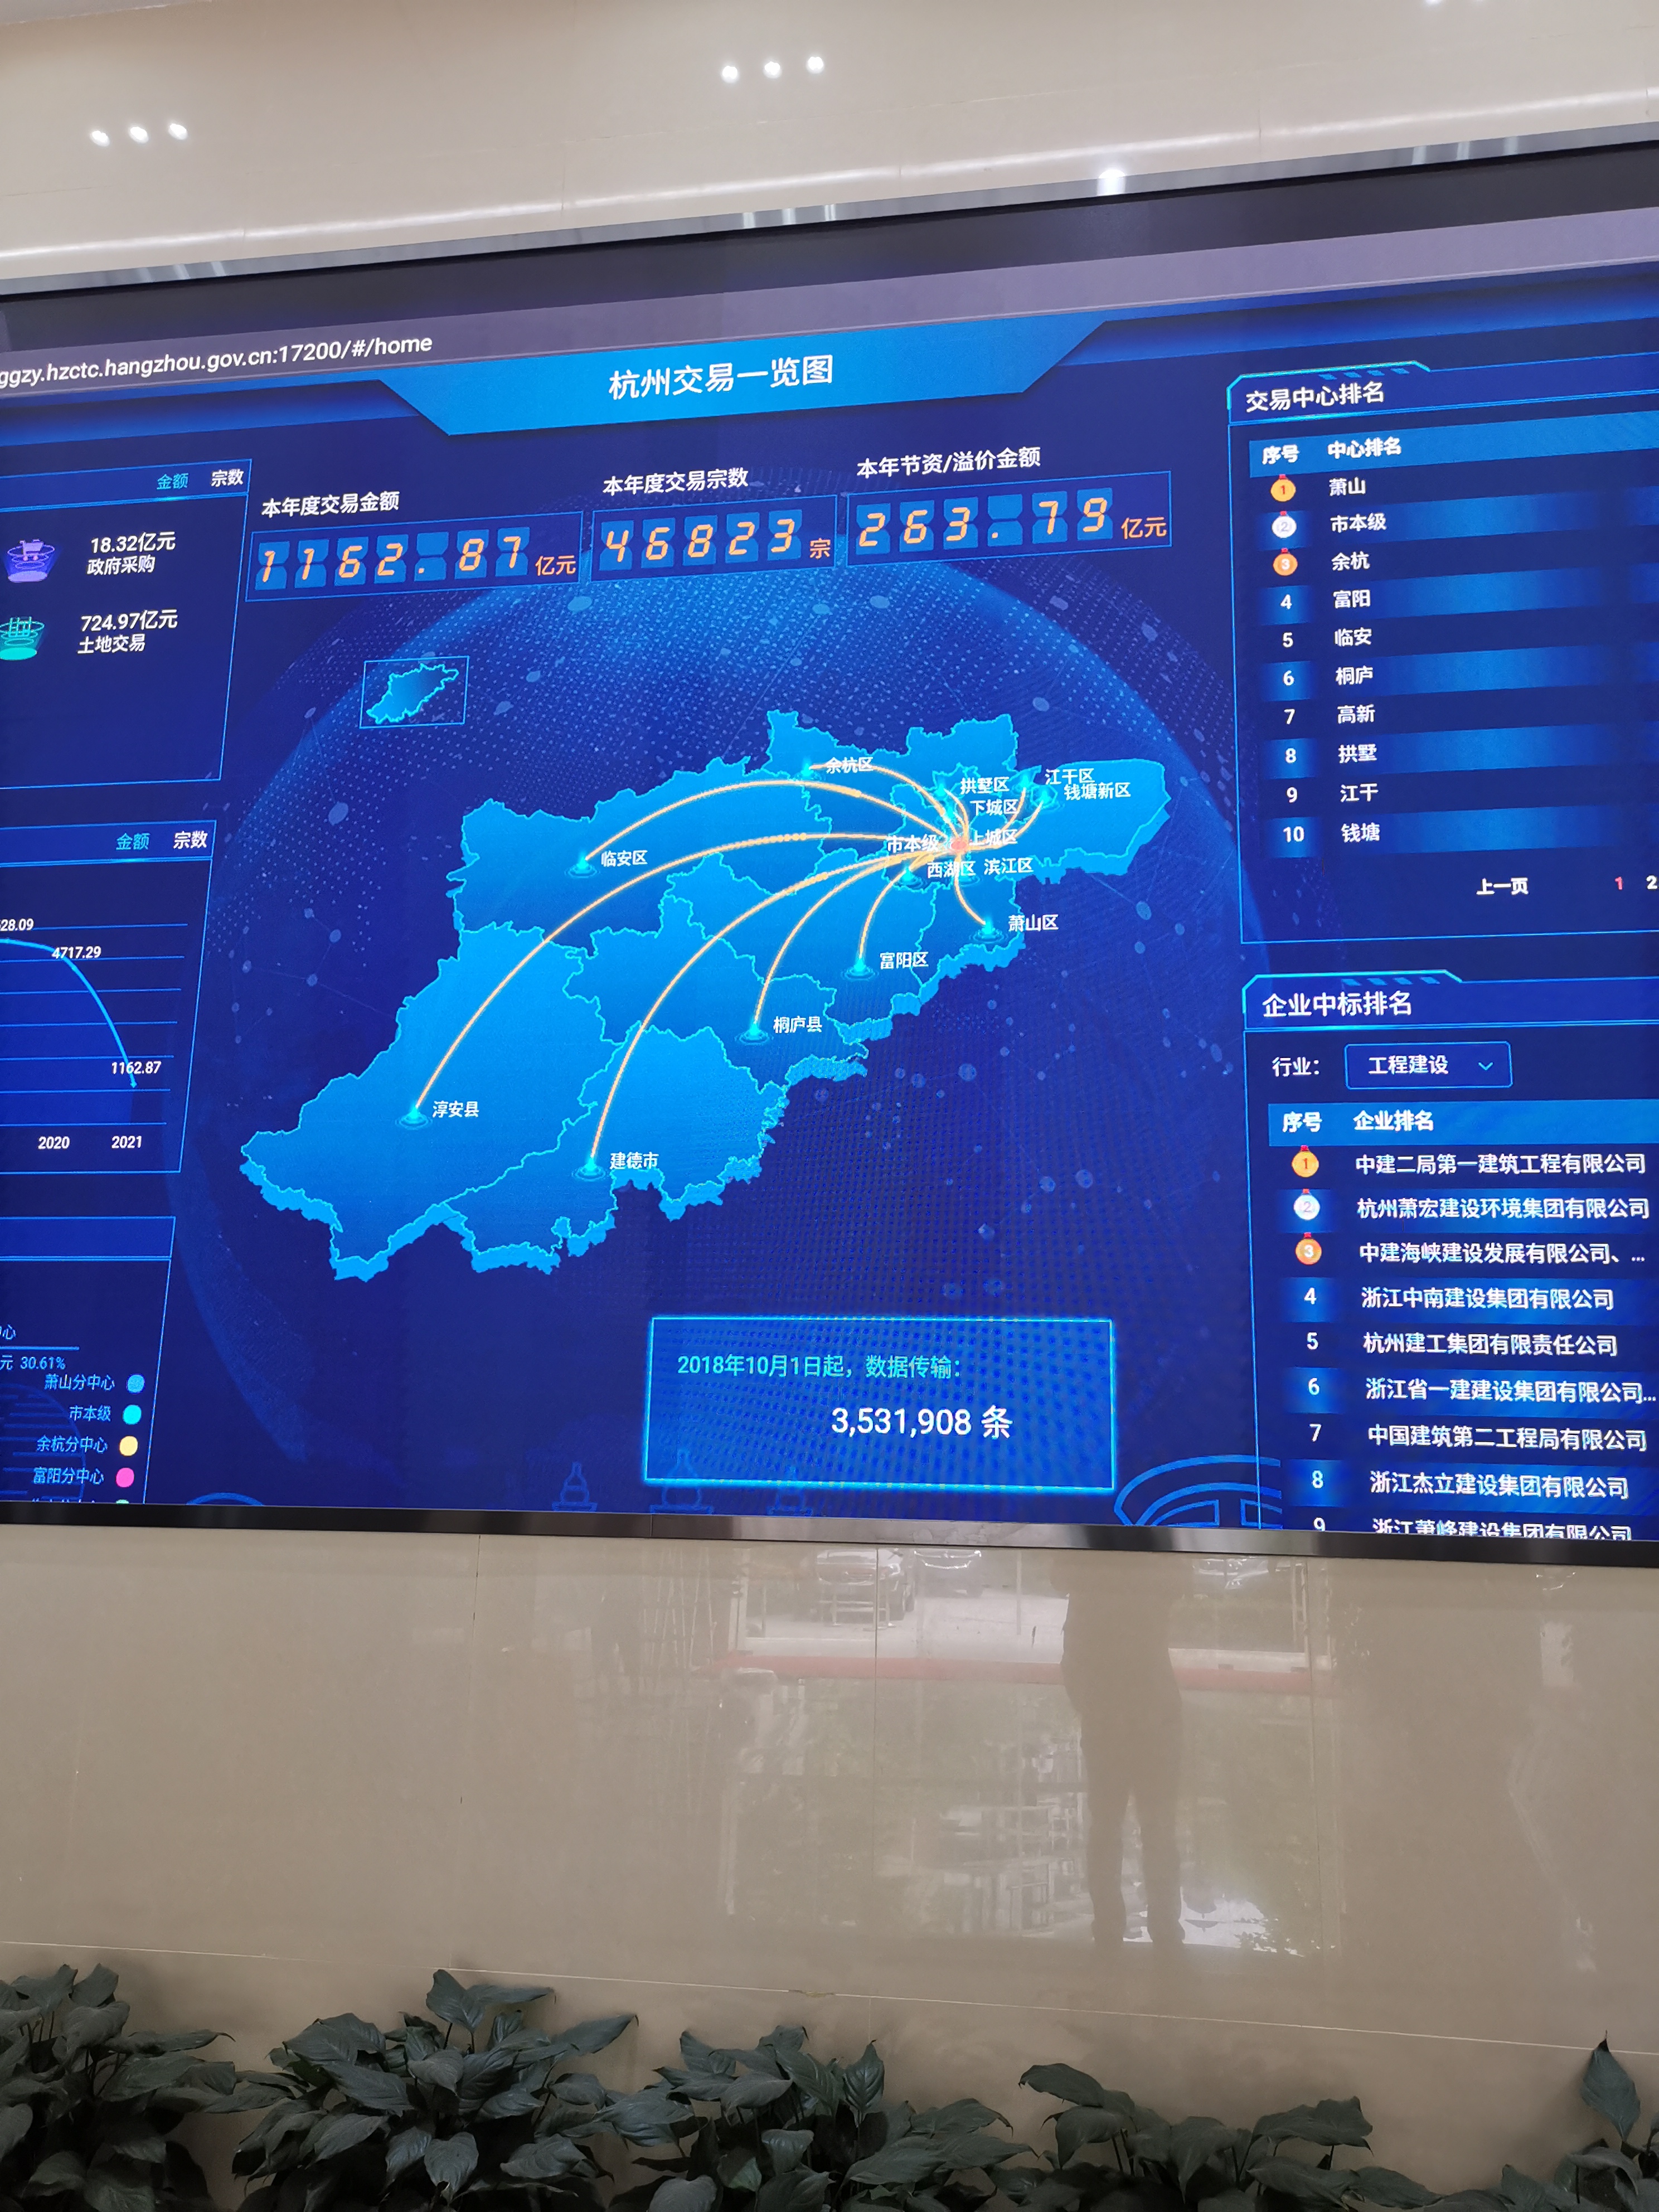 ggzy.hzctc.hangzhou.gov.cn:17200/#/home
杭州交易一览图
金额 宗数
18.32亿元
政府采购
724.97亿元
土地交易
金额 宗数
28.09
4717.29
1162.87
2020 2021
元 30.61%
萧山分中心
市本级
余杭分中心
富阳分中心
本年度交易金额
1162.87 亿元
本年度交易宗数
46823 宗
本年节资/溢价金额
263.79 亿元
余杭区
拱墅区
江干区
钱塘新区
下城区
上城区
市本级
西湖区
滨江区
临安区
萧山区
富阳区
桐庐县
淳安县
建德市
2018年10月1日起，数据传输：
3,531,908 条
交易中心排名
序号 中心排名
1 萧山
2 市本级
3 余杭
4 富阳
5 临安
6 桐庐
7 高新
8 拱墅
9 江干
10 钱塘
上一页 1 2
企业中标排名
行业： 工程建设
序号 企业排名
1 中建二局第一建筑工程有限公司
2 杭州萧宏建设环境集团有限公司
3 中建海峡建设发展有限公司、...
4 浙江中南建设集团有限公司
5 杭州建工集团有限责任公司
6 浙江省一建建设集团有限公司...
7 中国建筑第二工程局有限公司
8 浙江杰立建设集团有限公司
9 浙江萧峰建设集团有限公司